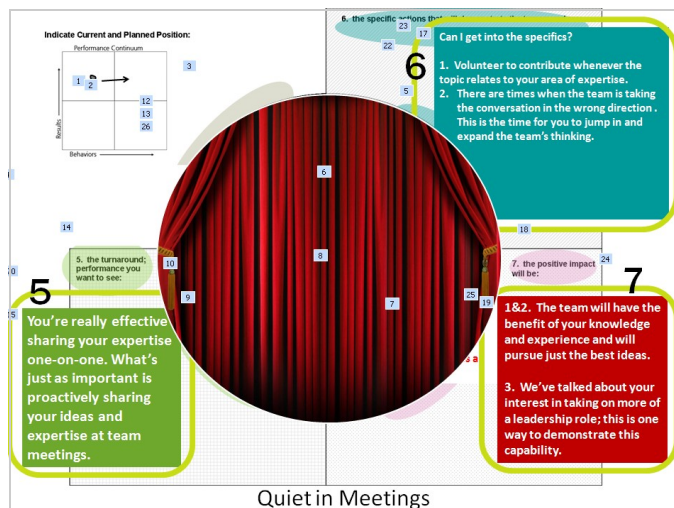 Indicate Current and Planned Position:
Performance Continuum
Results
Behaviors
1
2
3
12
13
26
14
15
23
17
22
5
6. the specific actions that
6
Can I get into the specifics?
1. Volunteer to contribute whenever the
topic relates to your area of expertise.
2. There are times when the team is taking
the conversation in the wrong direction .
This is the time for you to jump in and
expand the team's thinking.
6
8
10
9
7
25
19
18
24
5. the turnaround;
performance you
want to see:
5
You're really effective
sharing your expertise
one-on-one. What's
just as important is
proactively sharing
your ideas and
expertise at team
meetings.
7. the positive impact
will be:
7
1&2. The team will have the
benefit of your knowledge
and experience and will
pursue just the best ideas.
3. We've talked about your
interest in taking on more of
a leadership role; this is one
way to demonstrate this
capability.
Quiet in Meetings